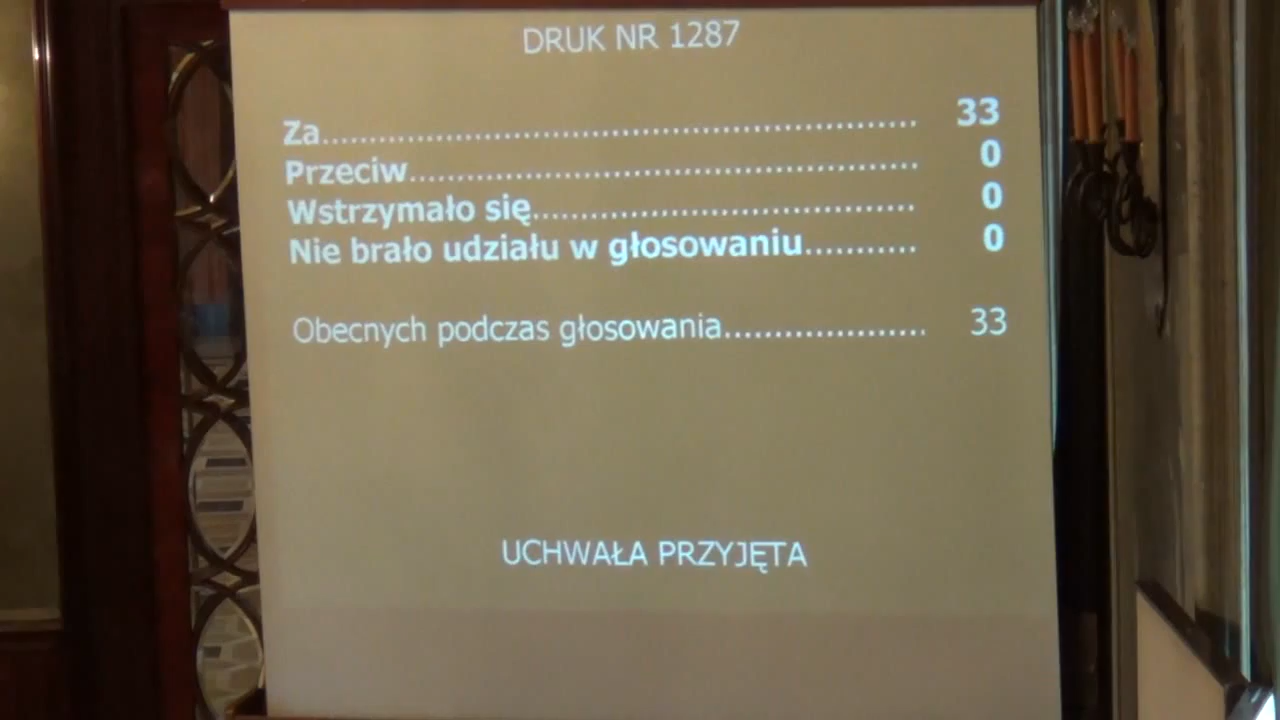 DRUK NR 1287
Za............................................................ 33
Przeciw................................................... 0
Wstrzymało się....................................... 0
Nie brało udziału w głosowaniu........... 0
Obecnych podczas głosowania................... 33
UCHWAŁA PRZYJĘTA